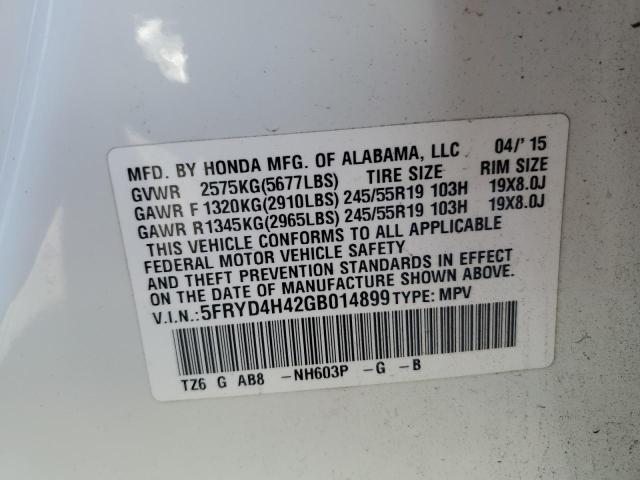 MFD. BY HONDA MFG. OF ALABAMA, LLC 04/'15
GVWR 2575KG(5677LBS) TIRE SIZE RIM SIZE
GAWR F 1320KG(2910LBS) 245/55R19 103H 19X8.0J
GAWR R1345KG(2965LBS) 245/55R19 103H 19X8.0J
THIS VEHICLE CONFORMS TO ALL APPLICABLE
FEDERAL MOTOR VEHICLE SAFETY
AND THEFT PREVENTION STANDARDS IN EFFECT
ON THE DATE OF MANUFACTURE SHOWN ABOVE.
V.I.N.:5FRYD4H42GB014899 TYPE: MPV
TZ6 G AB8 -NH603P -G -B